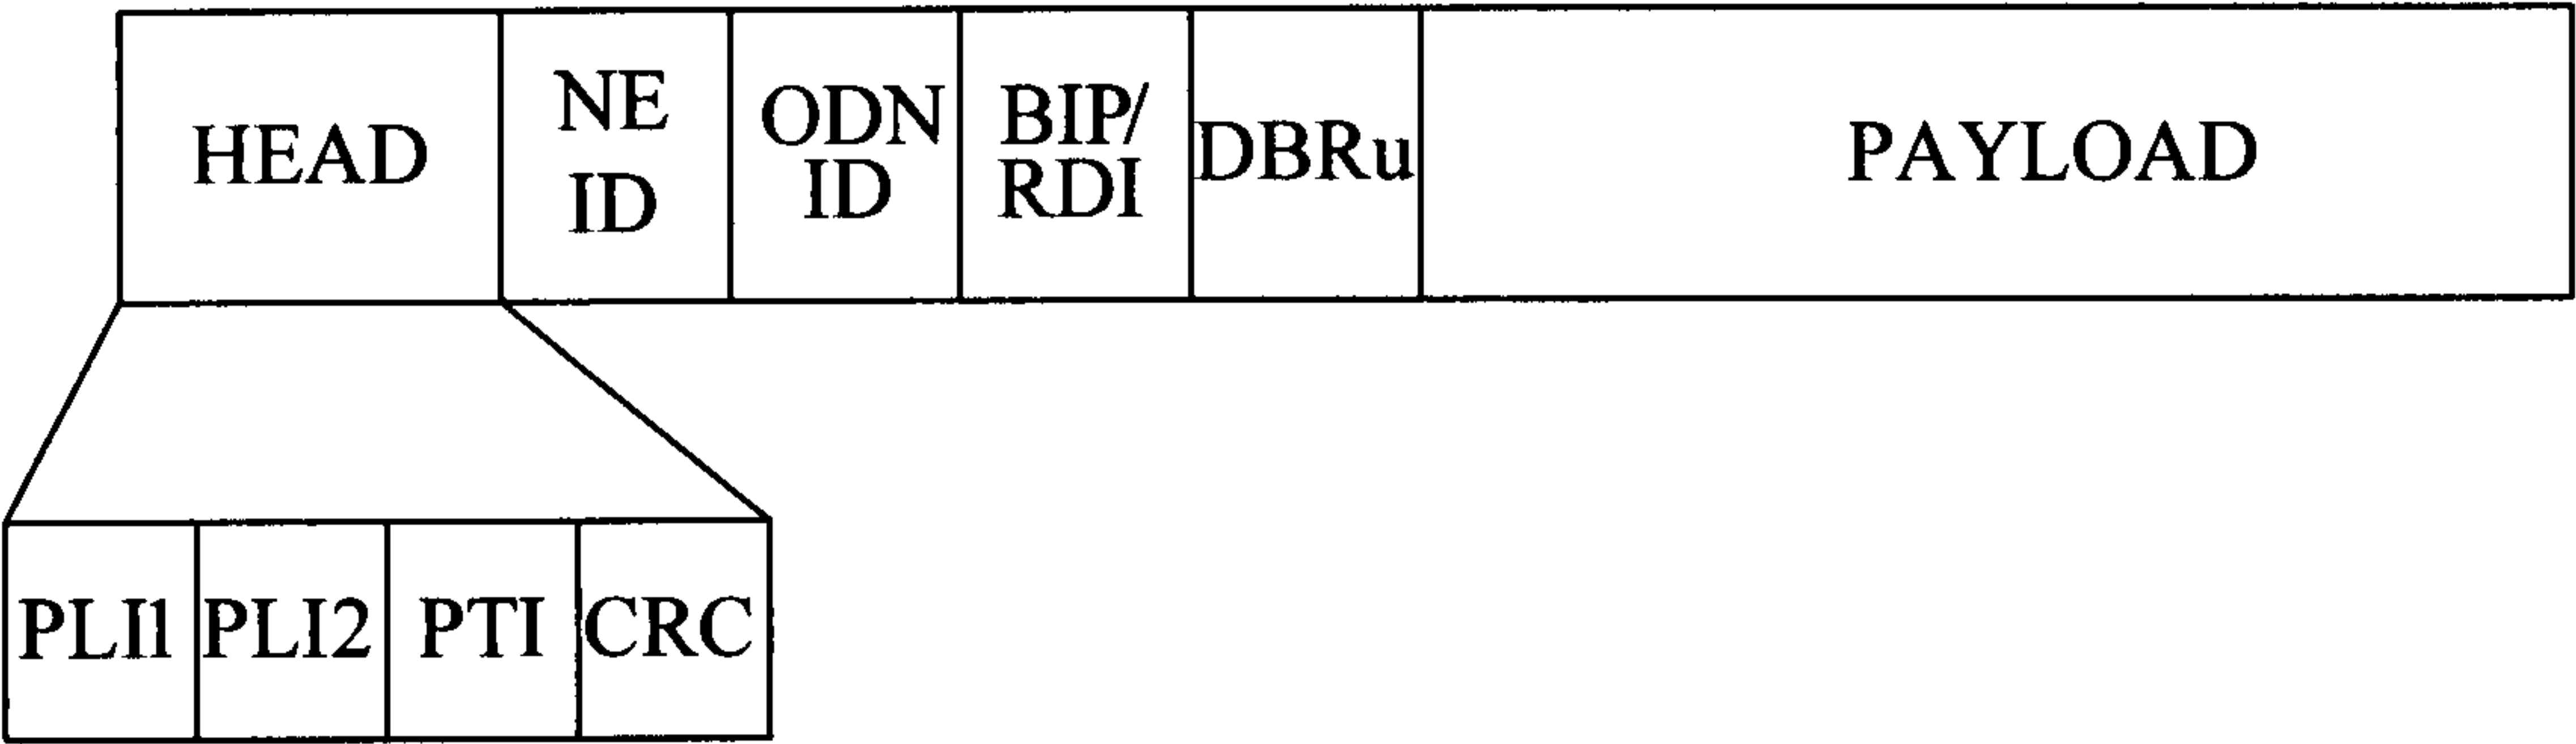 HEAD
NE
ID
ODN
ID
BIP/
RDI
DBRu
PAYLOAD
PLI1
PLI2
PTI
CRC